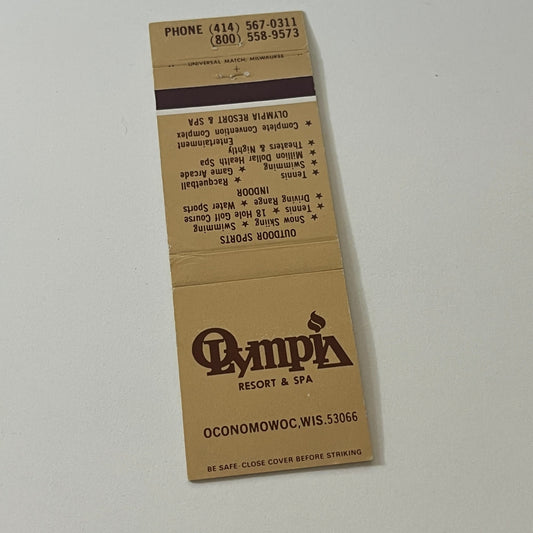 PHONE (414) 567-0311
(800) 558-9573
UNIVERSAL MATCH, MILWAUKEE
OUTDOOR SPORTS
★ Snow Skiing ★ Swimming
★ Tennis ★ 18 Hole Golf Course
★ Driving Range ★ Water Sports
INDOOR
★ Tennis ★ Racquetball
★ Swimming ★ Game Arcade
★ Million Dollar Health Spa
★ Theaters & Nightly
Entertainment
★ Complete Convention Complex
OLYMPIA RESORT & SPA
Olympia
RESORT & SPA
OCONOMOWOC, WIS. 53066
BE SAFE-CLOSE COVER BEFORE STRIKING